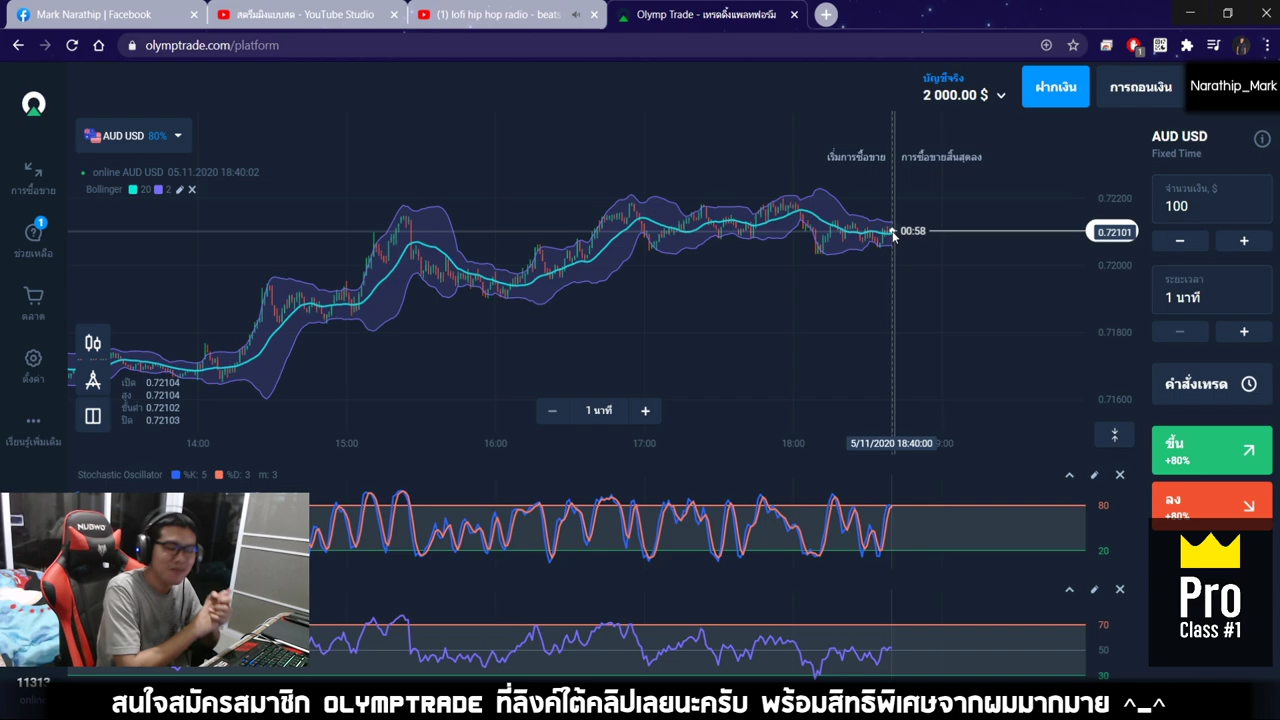 Mark Narathip | Facebook
สตรีมมิงแบบสด - YouTube Studio
(1) lofi hip hop radio - beats
Olymp Trade - เทรดดิ้งแพลทฟอร์ม
olymptrade.com/platform
1
บัญชีจริง
2 000.00 $
ฝากเงิน
การถอนเงิน
Narathip_Mark
AUD USD 80%
online AUD USD 05.11.2020 18:40:02
Bollinger 20 2
เริ่มการซื้อขาย
การซื้อขายสิ้นสุดลง
00:58
0.72200
0.72101
0.72000
0.71800
0.71600
การซื้อขาย
1
ช่วยเหลือ
ตลาด
ตั้งค่า
เรียนรู้เพิ่มเติม
เปิด 0.72104
สูง 0.72104
ชั้นต่ำ 0.72102
ปิด 0.72103
1 นาที
14:00
15:00
16:00
17:00
18:00
5/11/2020 18:40:00
9:00
Stochastic Oscillator %K: 5 %D: 3 m: 3
80
20
70
50
30
AUD USD
Fixed Time
จำนวนเงิน, $
100
ระยะเวลา
1 นาที
คำสั่งเทรด
ขึ้น
+80%
ลง
+80%
Pro
Class #1
NUBWO
11313
online
สนใจสมัครสมาชิก OLYMPTRADE ที่ลิงค์ใต้คลิปเลยนะครับ พร้อมสิทธิพิเศษจากผมมากมาย ^_^